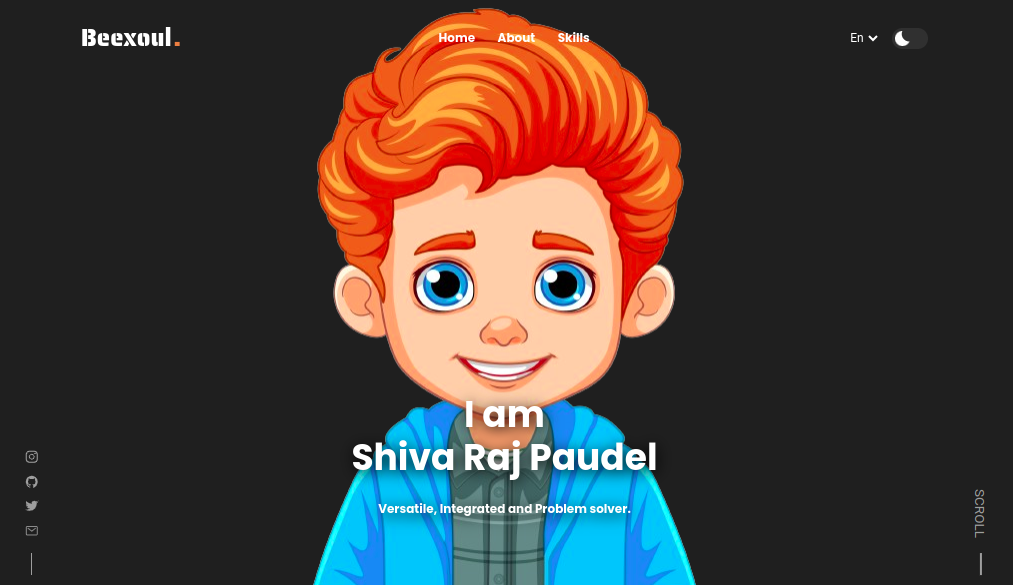 Beexoul.
Home About Skills
En
I am
Shiva Raj Paudel
Versatile, Integrated and Problem solver.
SCROLL